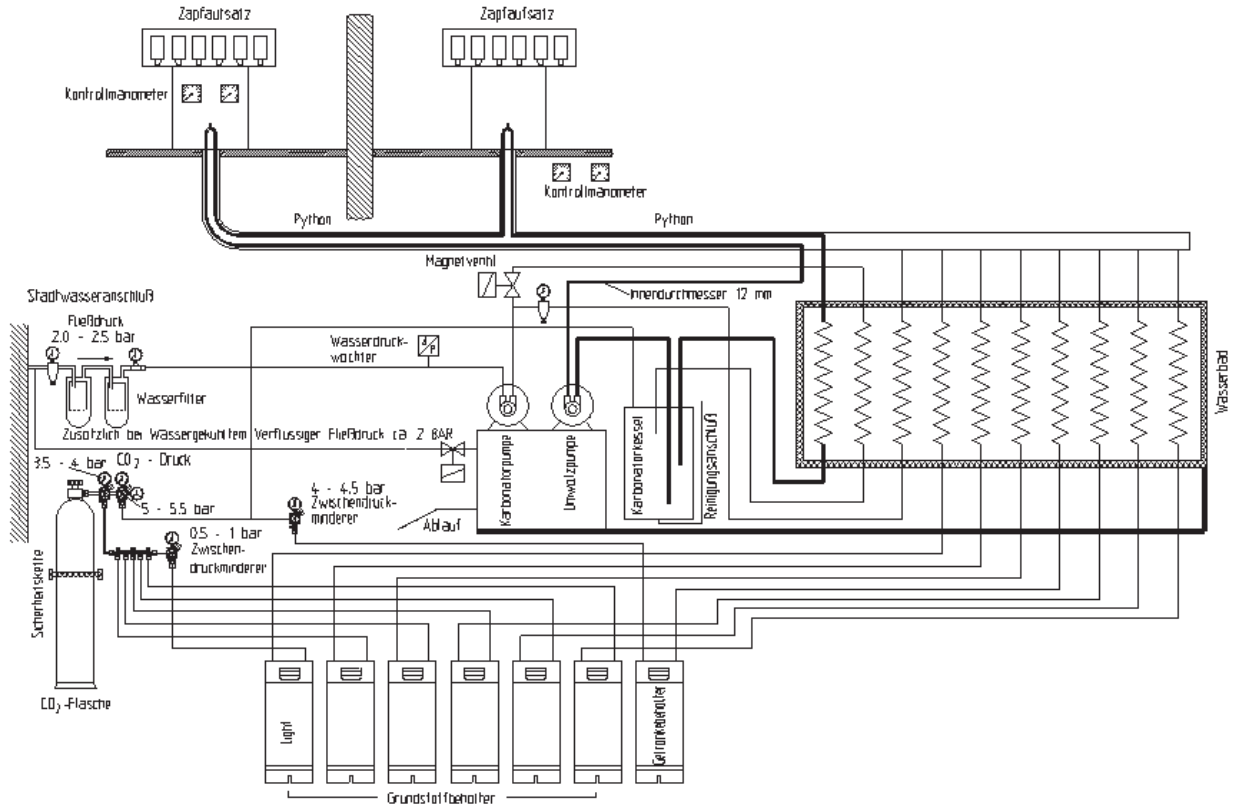 Zapfaufsatz
Zapfaufsatz
Kontrollmanometer
Kontrollmanometer
Python
Python
Magnetventil
Innendurchmesser 12 mm
Stadtwasseranschluß
Fließdruck
2.0 - 2.5 bar
Wasserdruck-
wächter
Wasserfilter
Zusätzlich bei Wassergekühltem Verflüssiger Fließdruck ca 2 BAR
3.5 - 4 bar CO2 - Druck
5 - 5.5 bar
4 - 4.5 bar
Zwischendruck-
minderer
0.5 - 1 bar
Zwischen-
druckminderer
Ablauf
Karbonatorpumpe
Umwälzpumpe
Karbonatorkessel
Reinigungsanschluß
Wasserbad
Sicherheitskette
CO2-Flasche
Light
Getränkebehälter
Grundstoffbehälter